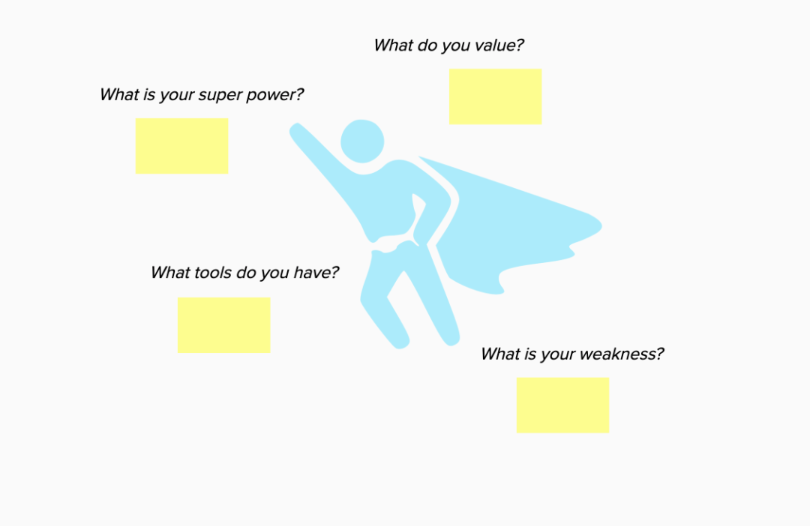 What do you value?
What is your super power?
What tools do you have?
What is your weakness?